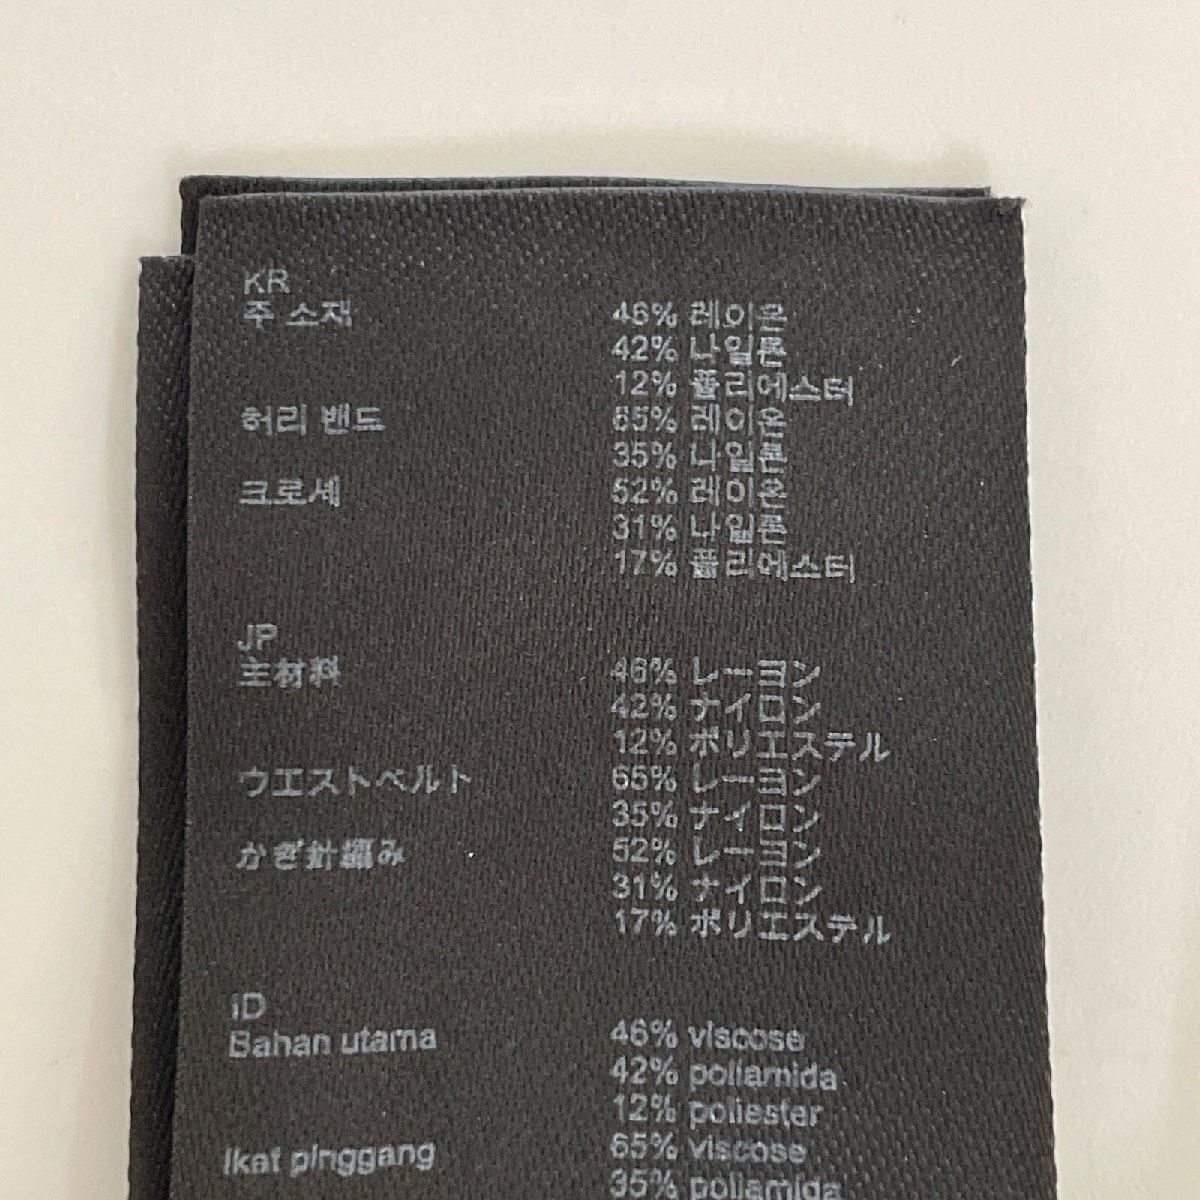 KR
주 소재 46% 레이온
42% 나일론
12% 폴리에스터
허리 밴드 65% 레이온
35% 나일론
크로셰 52% 레이온
31% 나일론
17% 폴리에스터
JP
主材料 46% レーヨン
42% ナイロン
12% ポリエステル
ウエストベルト 65% レーヨン
35% ナイロン
かぎ針編み 52% レーヨン
31% ナイロン
17% ポリエステル
ID
Bahan utama 46% viscose
42% poliamida
12% poliester
Ikat pinggang 65% viscose
35% poliamida